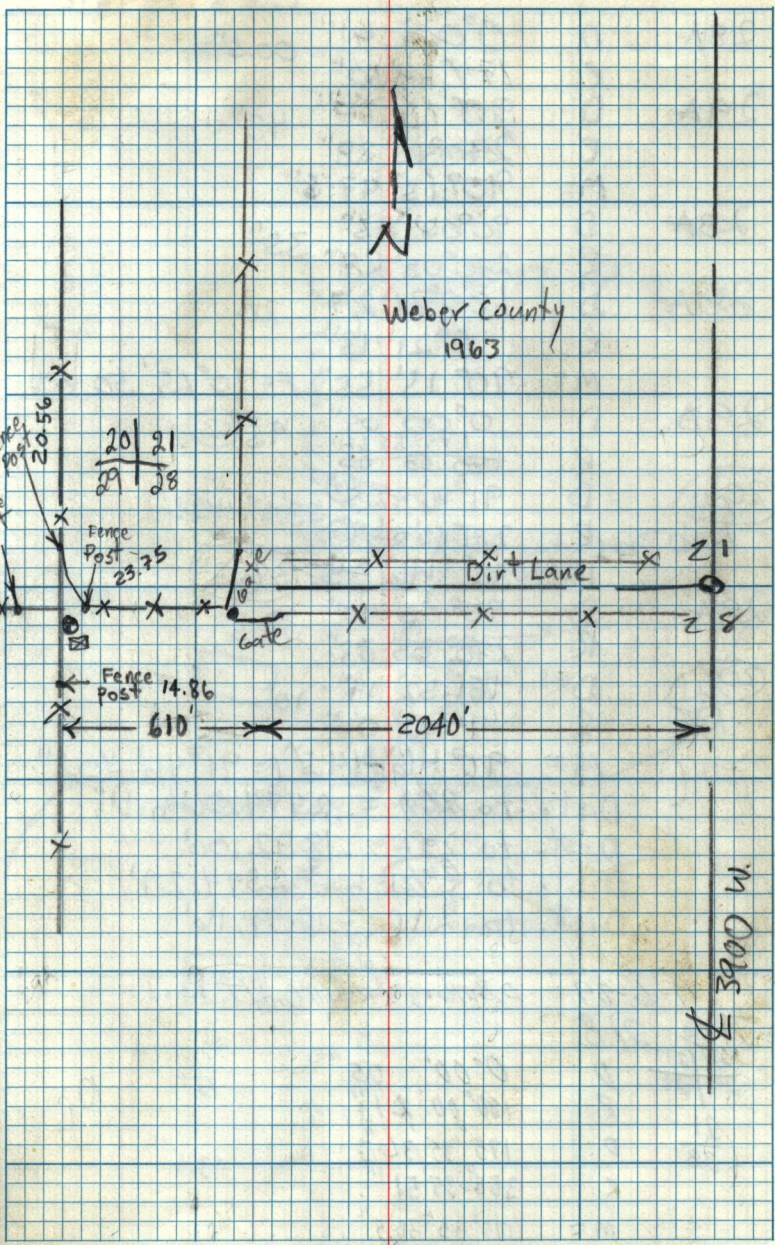 N
Weber County
1963
Post
20.56
20 21
29 28
Fence
Post
23.75
Gate
Dirt Lane
21
Gate
28
Fence
Post 14.86
610'
2040'
℄ 3900 W.